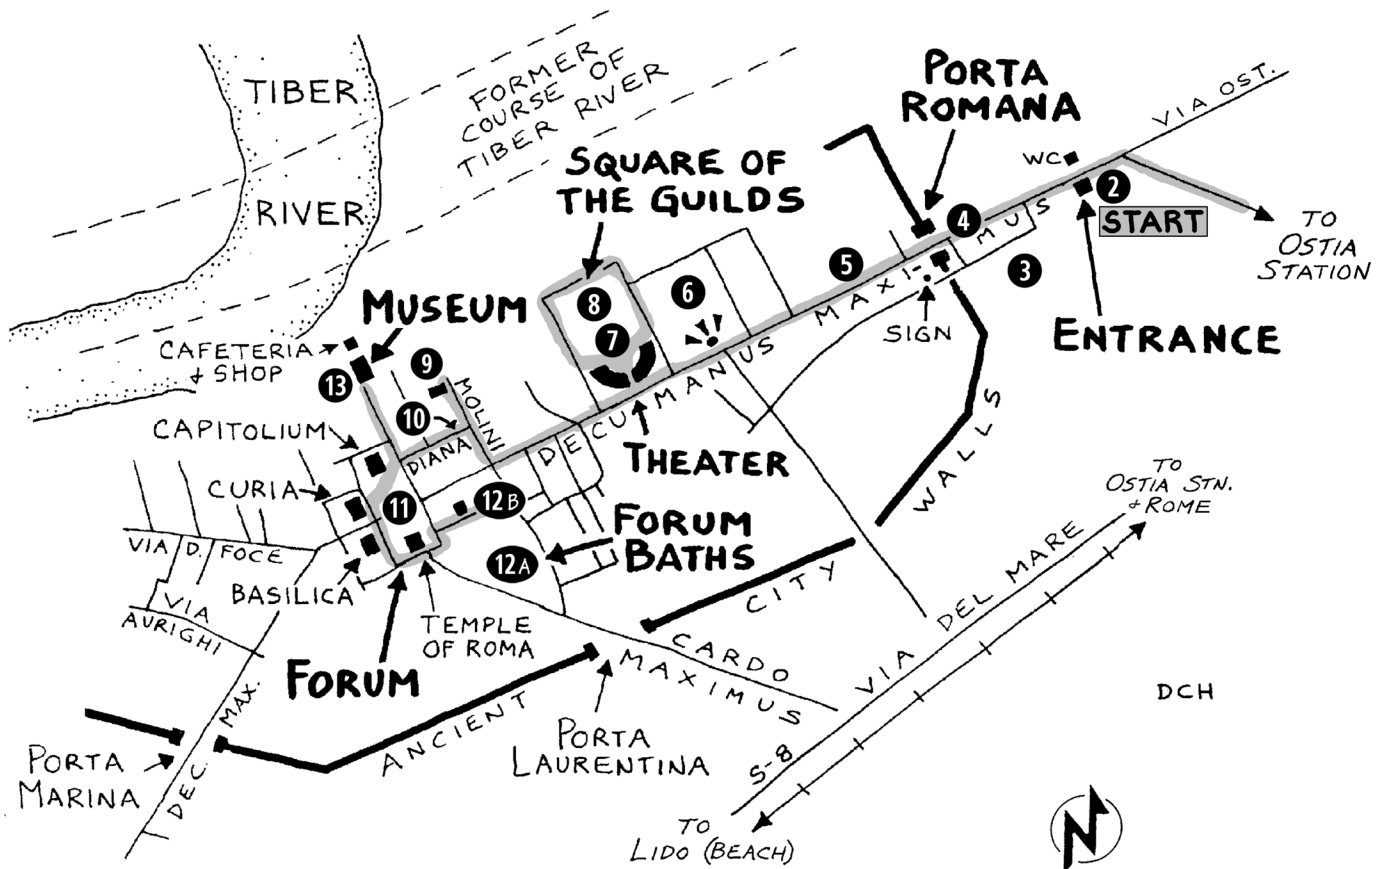 TIBER
RIVER
FORMER
COURSE OF
TIBER RIVER
PORTA
ROMANA
VIA OST.
WC
2
START
TO
OSTIA
STATION
SQUARE OF
THE GUILDS
4
3
5
6
8
7
SIGN
ENTRANCE
DECUMANUS MAXI-MUS
MUSEUM
CAFETERIA
& SHOP
13
9
MOLINI
10
DIANA
THEATER
CAPITOLIUM
CURIA
11
12B
FORUM
BATHS
12A
VIA D. FOCE
BASILICA
VIA
AURIGHI
TEMPLE
OF ROMA
FORUM
ANCIENT CITY WALLS
CARDO
MAXIMUS
PORTA
LAURENTINA
PORTA
MARINA
DEC. MAX.
S-8 VIA DEL MARE
TO
OSTIA STN.
& ROME
TO
LIDO (BEACH)
DCH
N